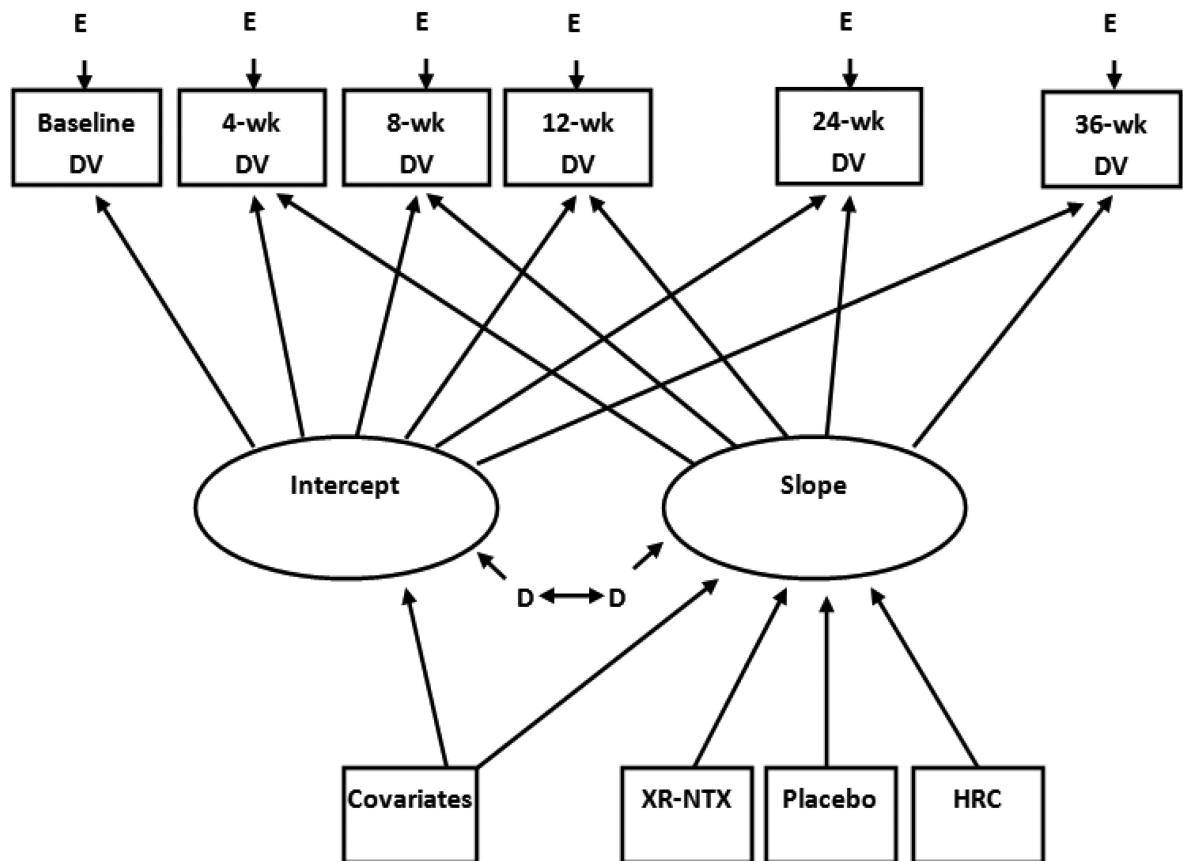 E E E E E E
Baseline DV
4-wk DV
8-wk DV
12-wk DV
24-wk DV
36-wk DV
Intercept
Slope
D D
Covariates
XR-NTX
Placebo
HRC